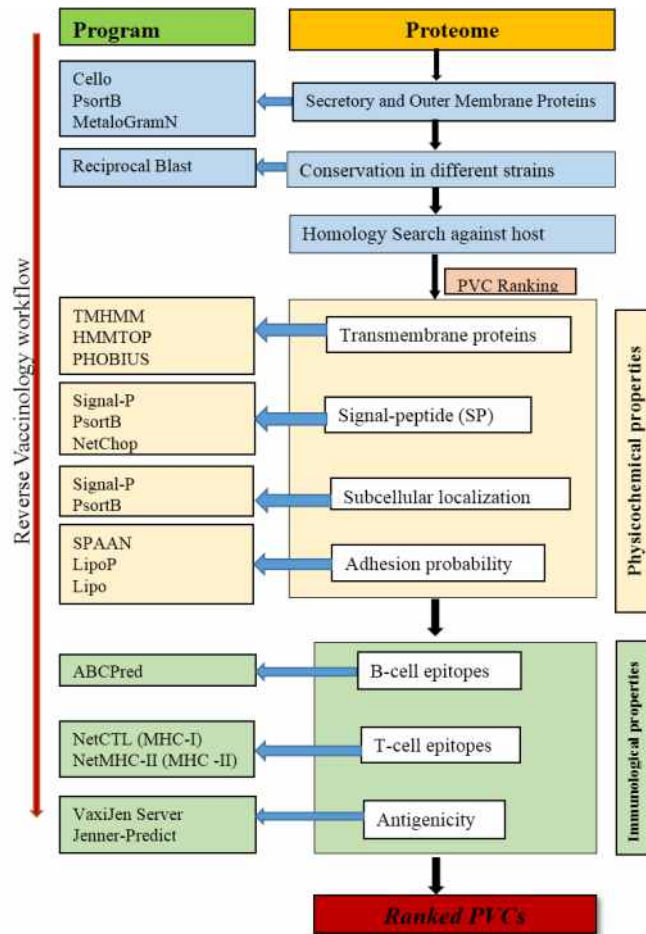 Program
Proteome
Cello
PsortB
MetaloGramN
Secretory and Outer Membrane Proteins
Reciprocal Blast
Conservation in different strains
Homology Search against host
PVC Ranking
TMHMM
HMMTOP
PHOBIUS
Transmembrane proteins
Signal-P
PsortB
NetChop
Signal-peptide (SP)
Signal-P
PsortB
Subcellular localization
SPAAN
LipoP
Lipo
Adhesion probability
Physicochemical properties
Reverse Vaccinology workflow
ABCPred
B-cell epitopes
NetCTL (MHC-I)
NetMHC-II (MHC -II)
T-cell epitopes
VaxiJen Server
Jenner-Predict
Antigenicity
Immunological properties
Ranked PVCs